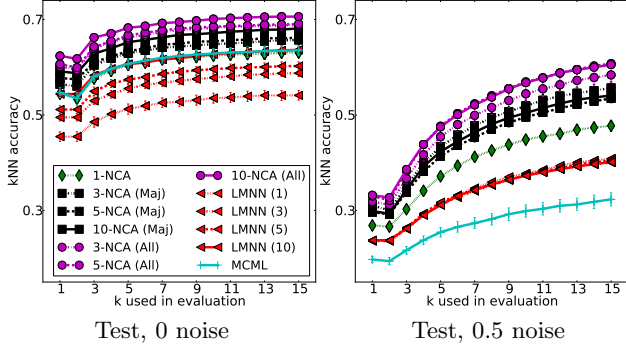 0.7
0.5
0.3
kNN accuracy
1-NCA
3-NCA (Maj)
5-NCA (Maj)
10-NCA (Maj)
3-NCA (All)
5-NCA (All)
10-NCA (All)
LMNN (1)
LMNN (3)
LMNN (5)
LMNN (10)
MCML
1 3 5 7 9 11 13 15
k used in evaluation
Test, 0 noise
0.7
0.5
0.3
kNN accuracy
1 3 5 7 9 11 13 15
k used in evaluation
Test, 0.5 noise